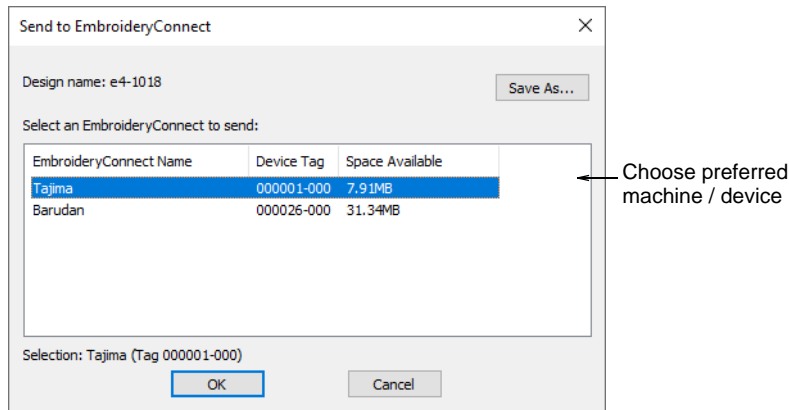 Send to EmbroideryConnect
Design name: e4-1018
Save As...
Select an EmbroideryConnect to send:
EmbroideryConnect Name Device Tag Space Available
Tajima 000001-000 7.91MB
Barudan 000026-000 31.34MB
Choose preferred
machine / device
Selection: Tajima (Tag 000001-000)
OK Cancel